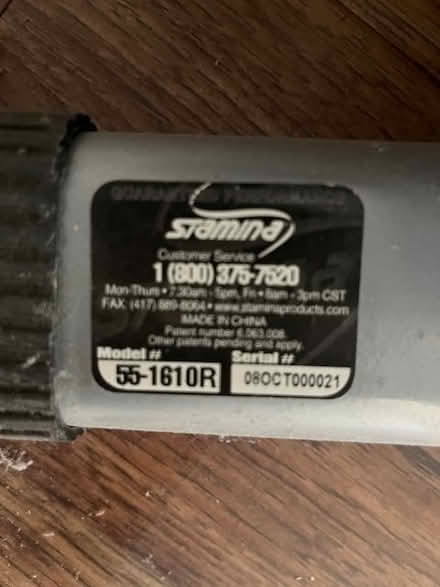 GUARANTEED PERFORMANCE
Stamina
Customer Service
1 (800) 375-7520
Mon-Thurs • 7:30am - 5pm, Fri • 8am - 3pm CST
FAX: (417) 889-8064 • www.staminaproducts.com
MADE IN CHINA
Patent number 6,063,008.
Other patents pending and apply.
Model # Serial #
55-1610R 08OCT000021